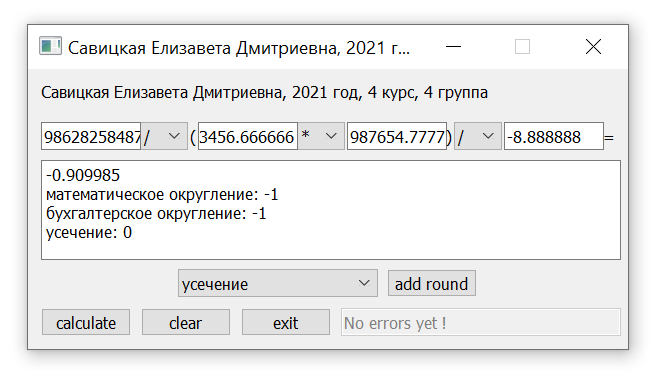 Савицкая Елизавета Дмитриевна, 2021 г...
Савицкая Елизавета Дмитриевна, 2021 год, 4 курс, 4 группа
98628258487 / ( 3456.666666 * 987654.7777 ) / -8.888888 =
-0.909985
математическое округление: -1
бухгалтерское округление: -1
усечение: 0
усечение add round
calculate clear exit No errors yet !